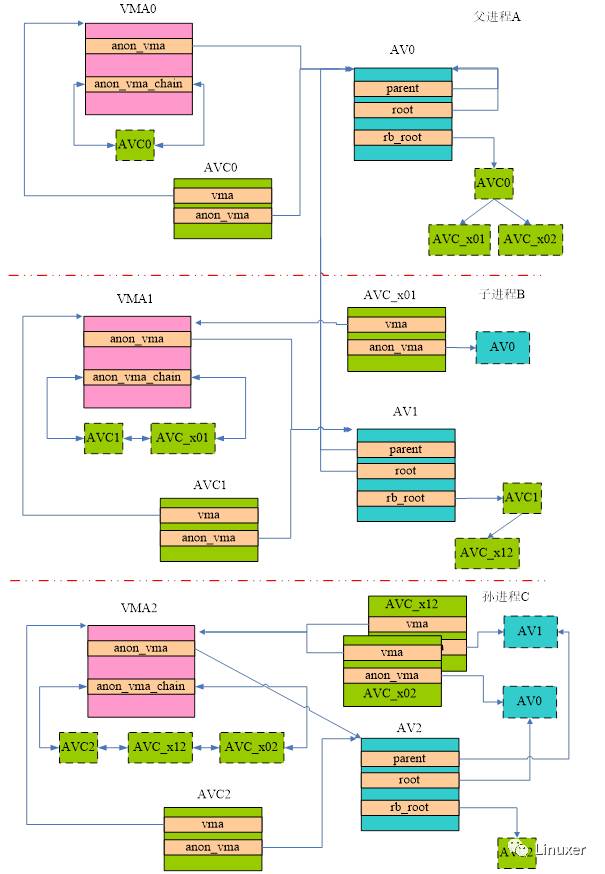 VMA0
父进程A
anon_vma
AV0
anon_vma_chain
parent
root
rb_root
AVC0
AVC0
vma
anon_vma
AVC0
AVC_x01
AVC_x02
VMA1
AVC_x01
子进程B
anon_vma
vma
anon_vma
AV0
anon_vma_chain
AVC1
AVC_x01
AV1
parent
root
rb_root
AVC1
AVC1
vma
anon_vma
AVC_x12
VMA2
AVC_x12
孙进程C
vma
anon_vma
vma
AV1
anon_vma_chain
anon_vma
AVC_x02
AV0
AVC2
AVC_x12
AVC_x02
AV2
parent
root
rb_root
AVC2
vma
anon_vma
Linuxer